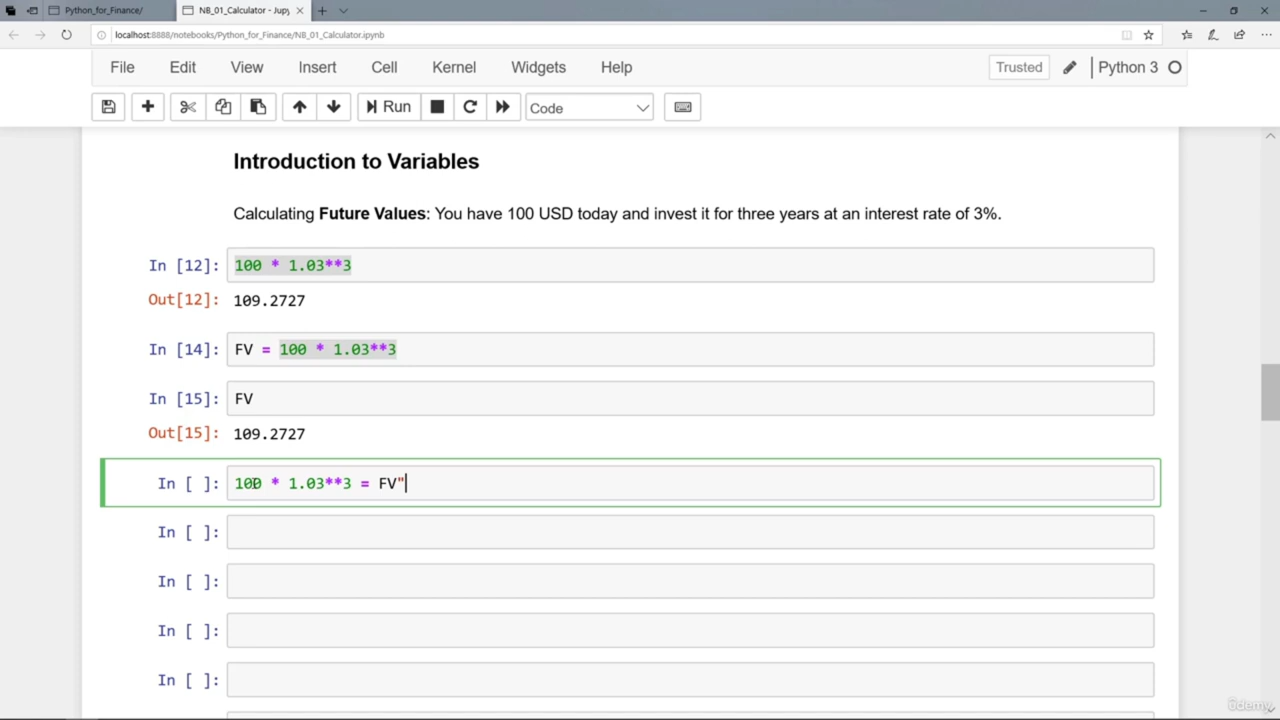 Python_for_Finance/
NB_01_Calculator - Jupy
localhost:8888/notebooks/Python_for_Finance/NB_01_Calculator.ipynb
File Edit View Insert Cell Kernel Widgets Help Trusted Python 3
Run Code
Introduction to Variables
Calculating Future Values: You have 100 USD today and invest it for three years at an interest rate of 3%.
In [12]: 100 * 1.03**3
Out[12]: 109.2727
In [14]: FV = 100 * 1.03**3
In [15]: FV
Out[15]: 109.2727
In [ ]: 100 * 1.03**3 = FV"
In [ ]:
In [ ]:
In [ ]:
In [ ]:
ûdemy